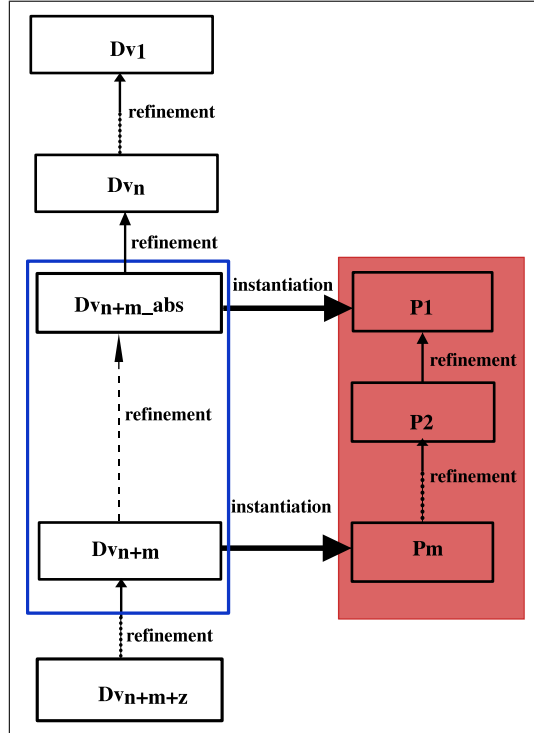 Dv1
refinement
Dvn
refinement
Dvn+m_abs
instantiation
P1
refinement
refinement
P2
refinement
instantiation
Dvn+m
Pm
refinement
Dvn+m+z